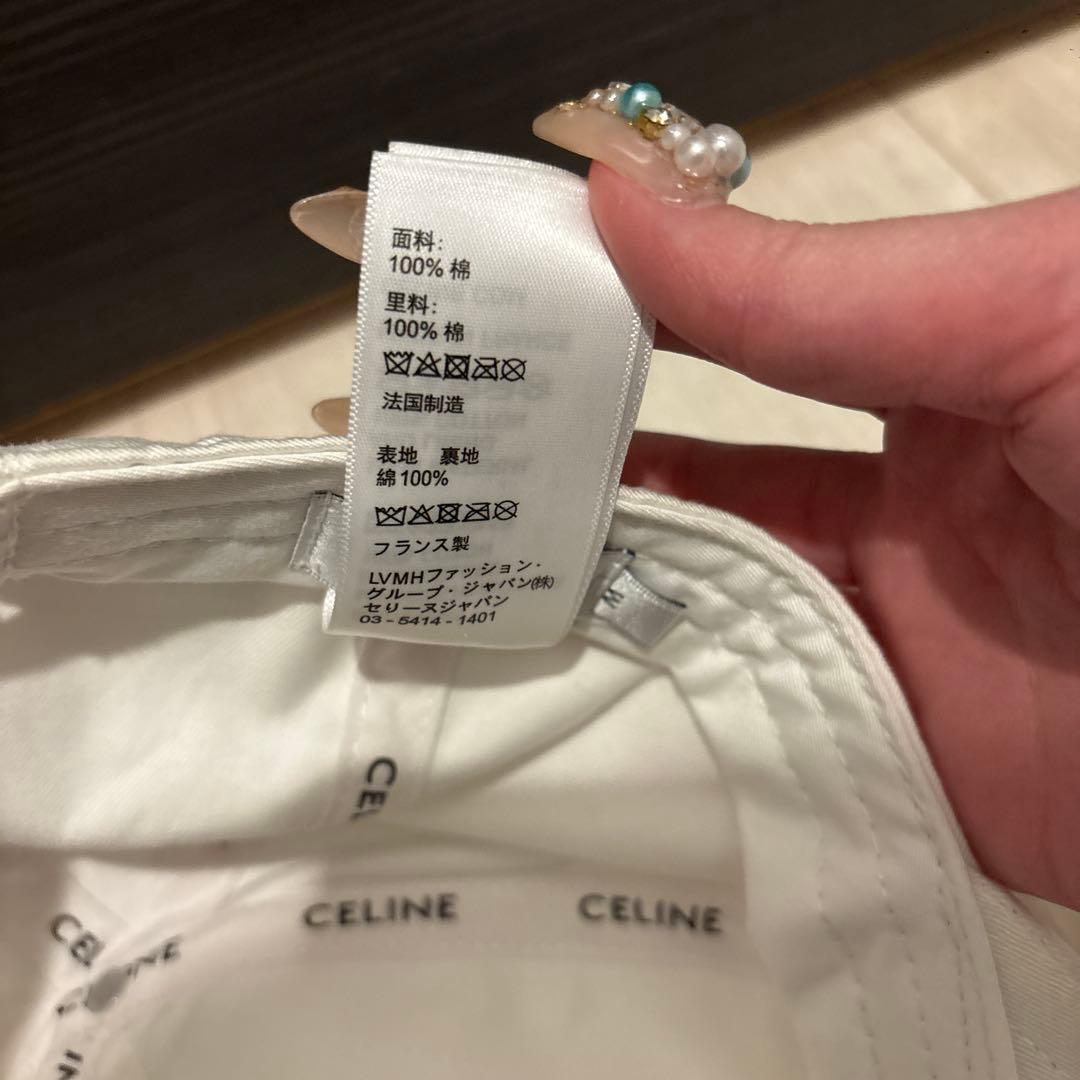 面料:
100% 棉
里料:
100% 棉
法国制造
表地 裏地
綿100%
フランス製
LVMHファッション・
グループ・ジャパン(株)
セリーヌジャパン
03-5414-1401
M
CEL
CELINE
CELINE